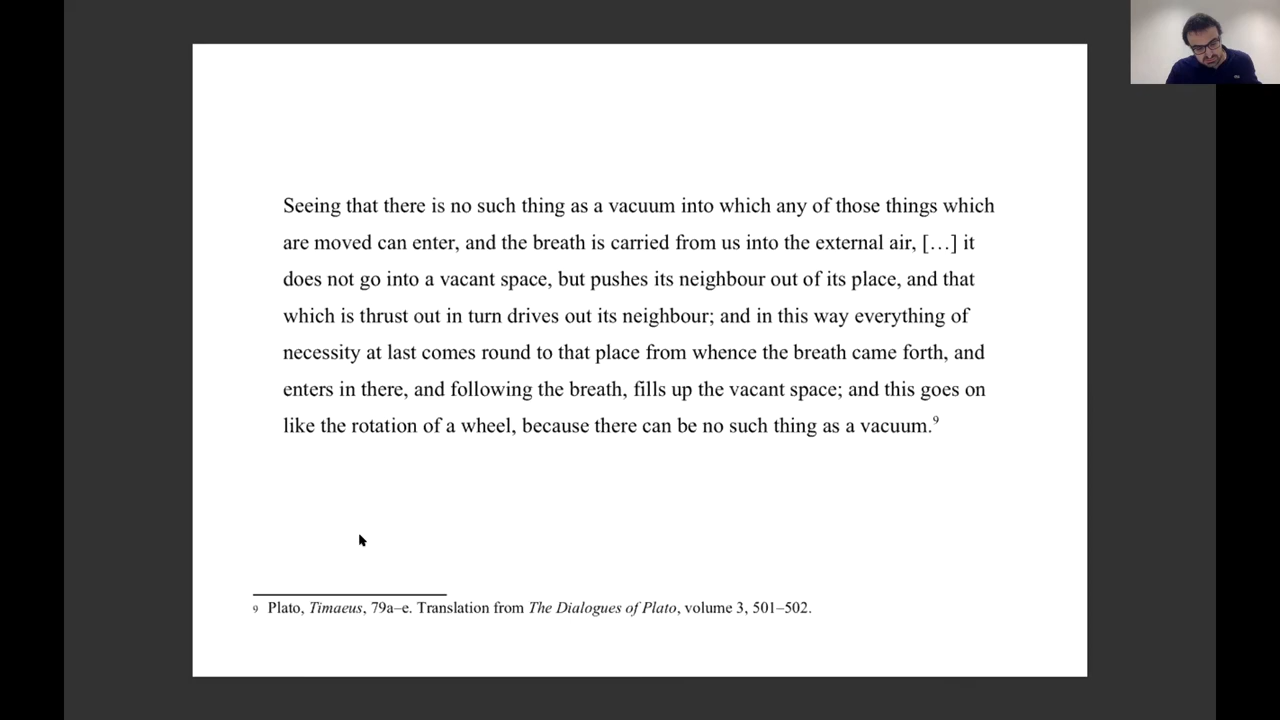 Seeing that there is no such thing as a vacuum into which any of those things which
are moved can enter, and the breath is carried from us into the external air, […] it
does not go into a vacant space, but pushes its neighbour out of its place, and that
which is thrust out in turn drives out its neighbour; and in this way everything of
necessity at last comes round to that place from whence the breath came forth, and
enters in there, and following the breath, fills up the vacant space; and this goes on
like the rotation of a wheel, because there can be no such thing as a vacuum.9
9 Plato, Timaeus, 79a–e. Translation from The Dialogues of Plato, volume 3, 501–502.